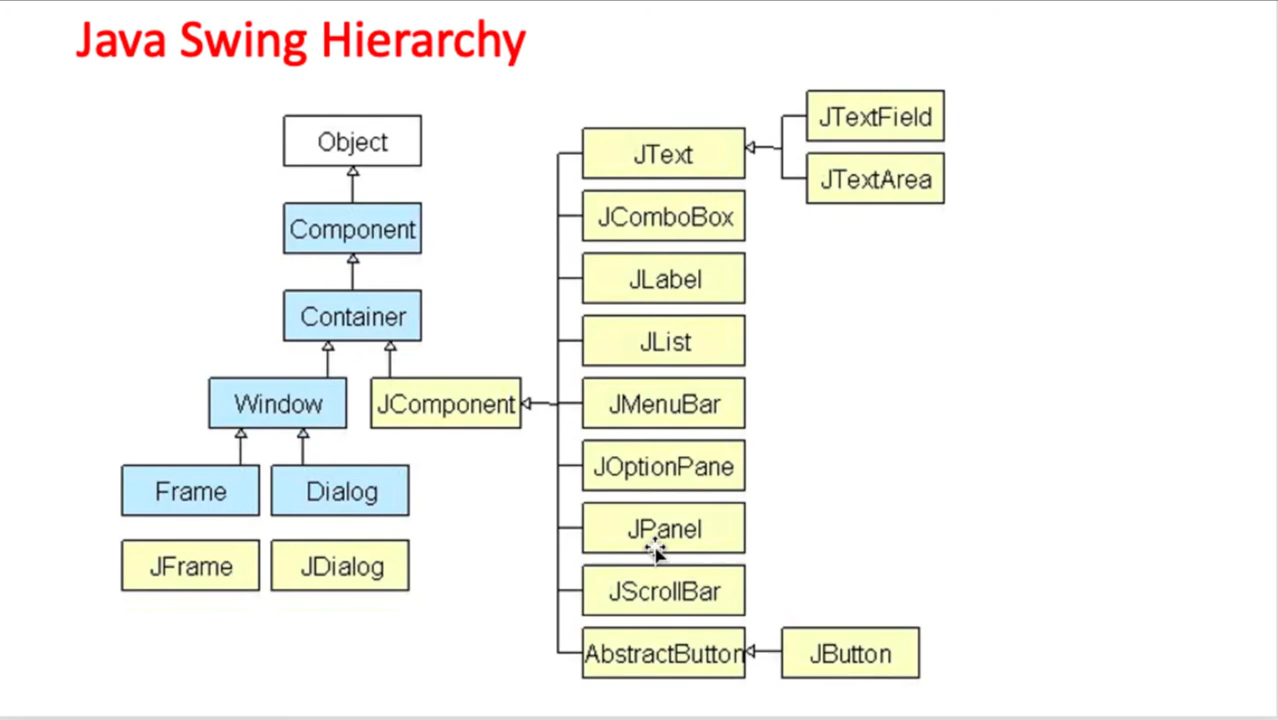 Java Swing Hierarchy
Object
Component
Container
Window
JComponent
Frame
Dialog
JFrame
JDialog
JText
JComboBox
JLabel
JList
JMenuBar
JOptionPane
JPanel
JScrollBar
AbstractButton
JTextField
JTextArea
JButton